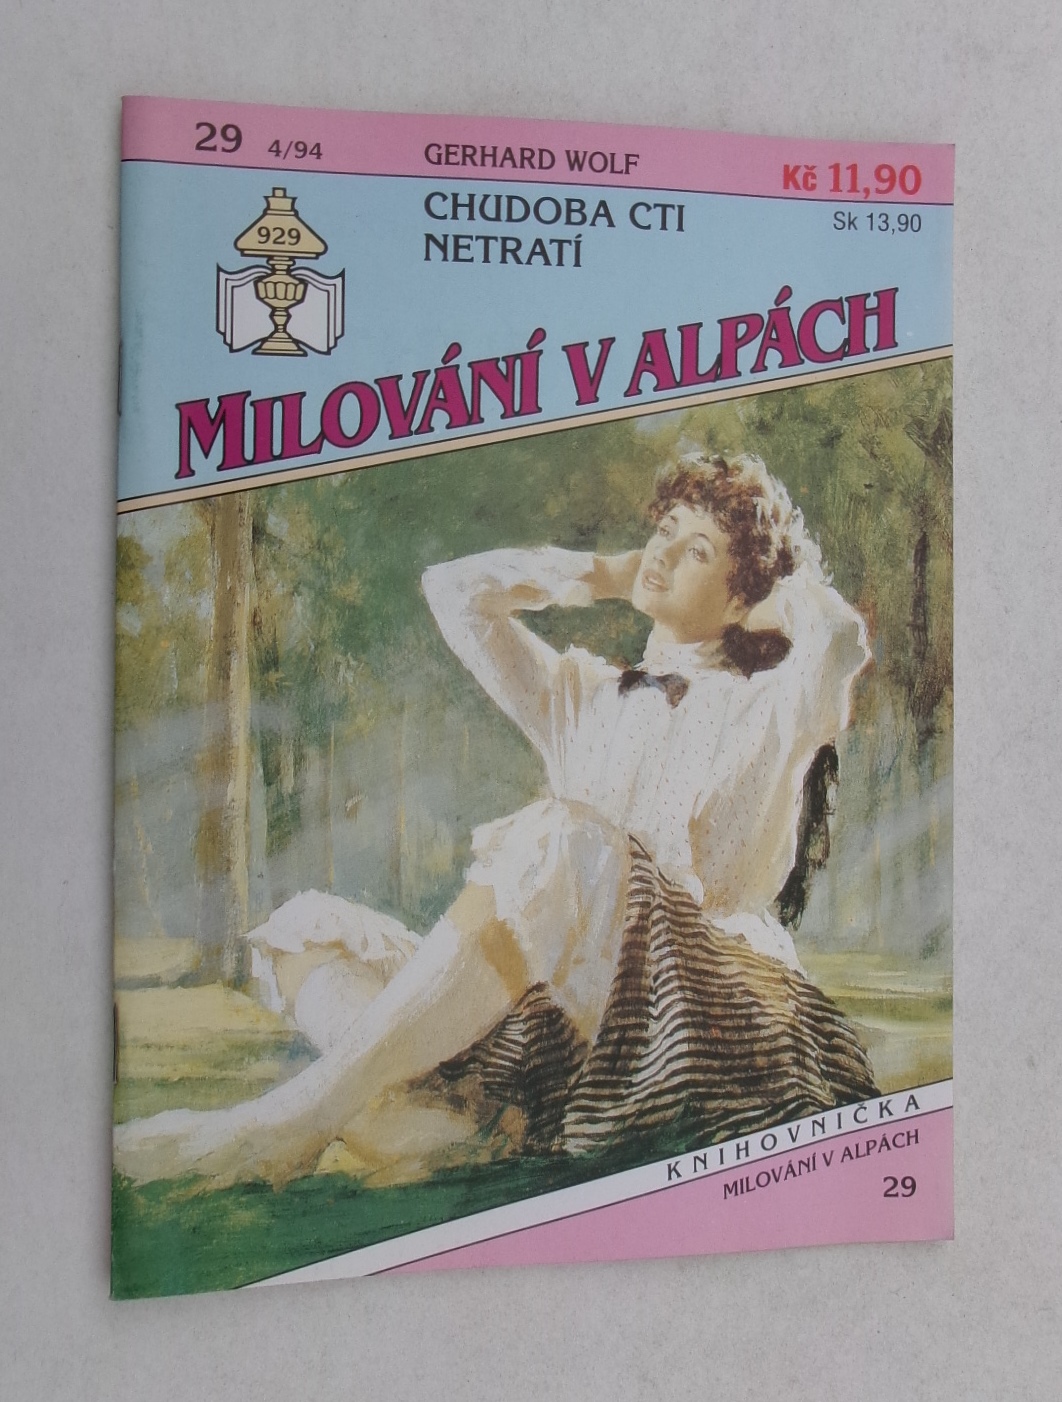 29 4/94
GERHARD WOLF
Kč 11,90
Sk 13,90
CHUDOBA CTI
NETRATÍ
929
MILOVÁNÍ V ALPÁCH
KNIHOVNIČKA
MILOVÁNÍ V ALPÁCH
29